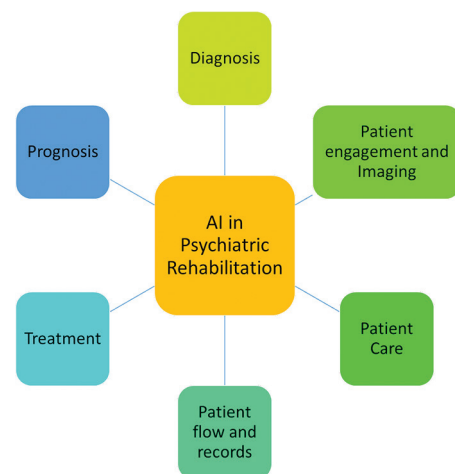 Diagnosis
Patient
engagement and
Imaging
Prognosis
AI in
Psychiatric
Rehabilitation
Treatment
Patient
Care
Patient
flow and
records